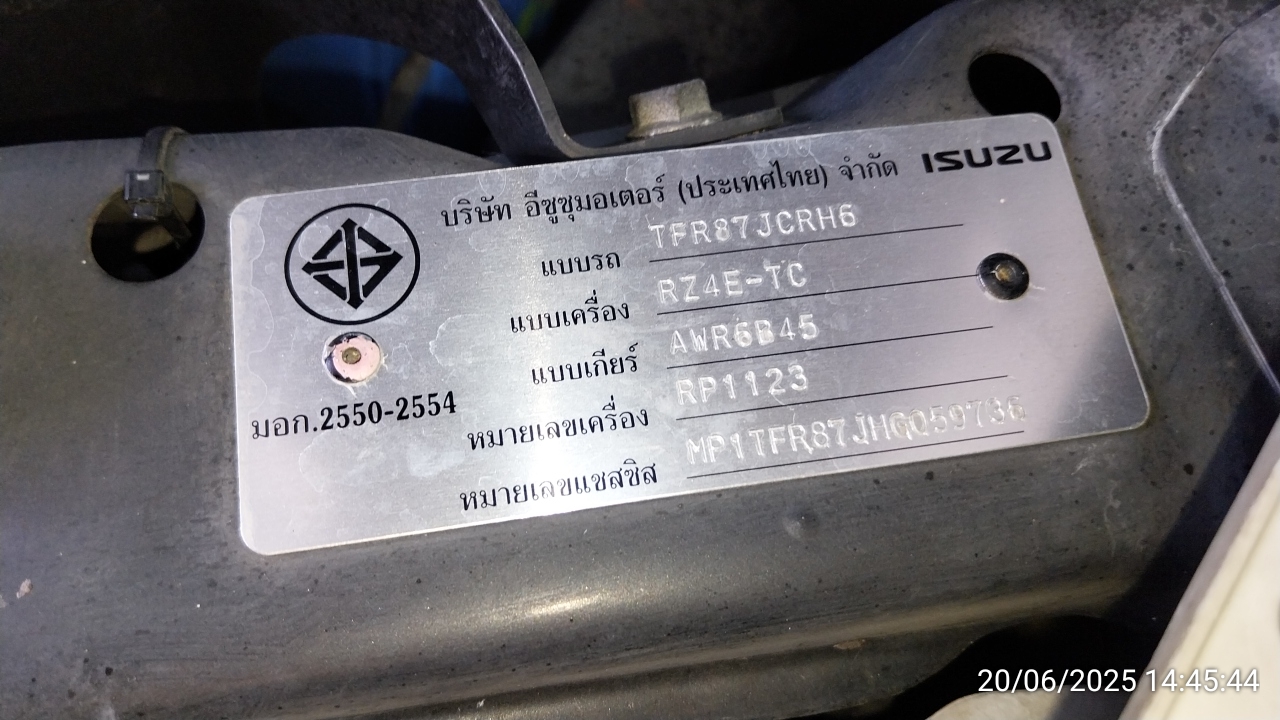 บริษัท อีซูซุมอเตอร์ (ประเทศไทย) จำกัด ISUZU
แบบรถ TFR87JCRH6
แบบเครื่อง RZ4E-TC
แบบเกียร์ AWR6B45
หมายเลขเครื่อง RP1123
หมายเลขแชสซิส MP1TFR87JHG059736
มอก.2550-2554
20/06/2025 14:45:44